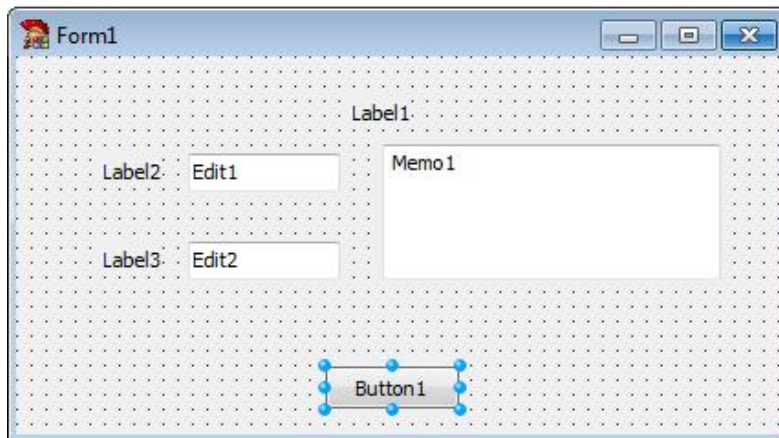 Form1
Label1
Label2 Edit1
Memo1
Label3 Edit2
Button1